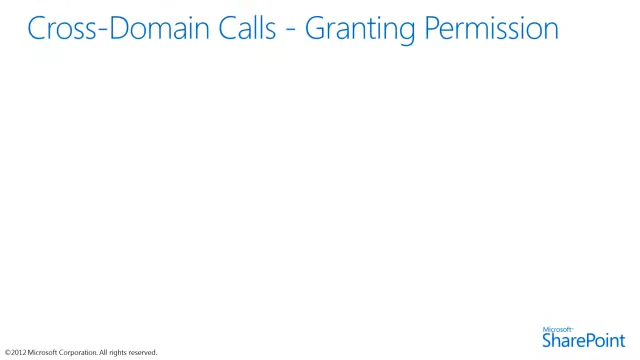 Cross-Domain Calls - Granting Permission
Microsoft®
SharePoint
©2012 Microsoft Corporation. All rights reserved.